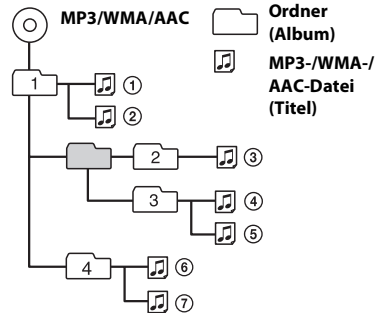 MP3/WMA/AAC
Ordner
(Album)
MP3-/WMA-/
AAC-Datei
(Titel)
1
①
②
2
③
3
④
⑤
4
⑥
⑦